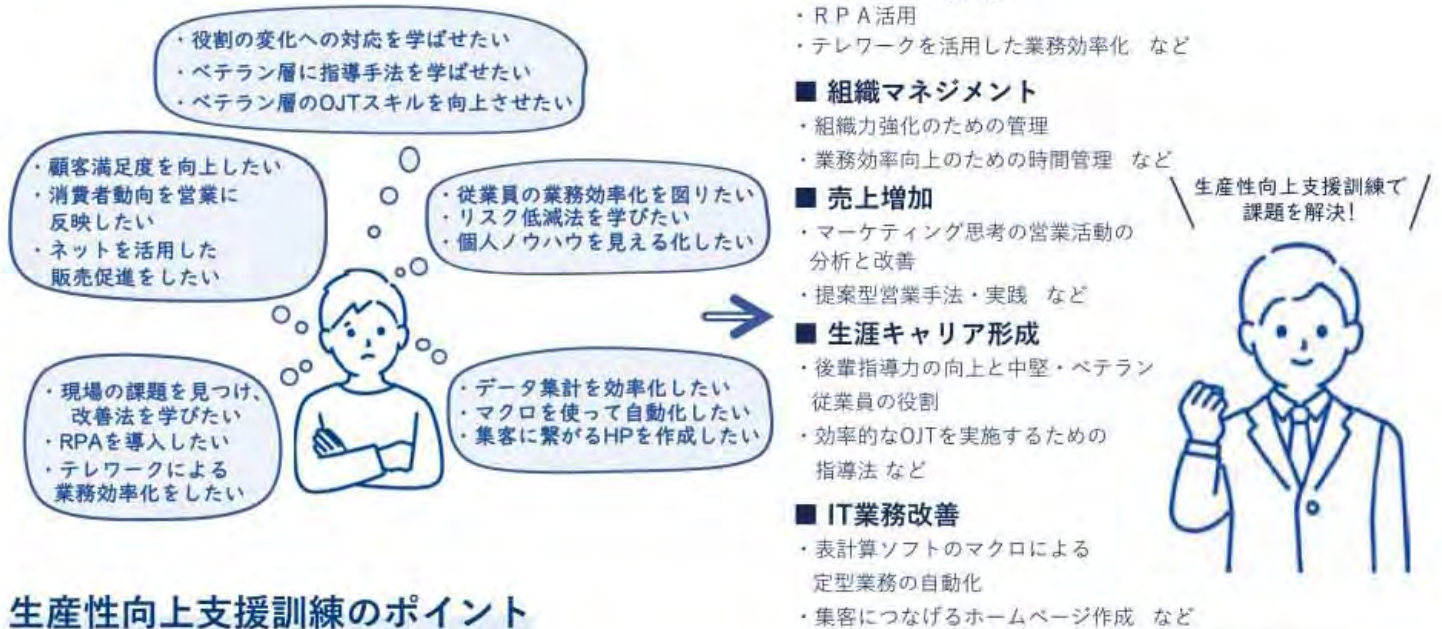 ・役割の変化への対応を学ばせたい
・ベテラン層に指導手法を学ばせたい
・ベテラン層のOJTスキルを向上させたい
・顧客満足度を向上したい
・消費者動向を営業に
反映したい
・ネットを活用した
販売促進をしたい
・従業員の業務効率化を図りたい
・リスク低減法を学びたい
・個人ノウハウを見える化したい
・現場の課題を見つけ、
改善法を学びたい
・RPAを導入したい
・テレワークによる
業務効率化をしたい
・データ集計を効率化したい
・マクロを使って自動化したい
・集客に繋がるHPを作成したい
・ＲＰＡ活用
・テレワークを活用した業務効率化 など
■ 組織マネジメント
・組織力強化のための管理
・業務効率向上のための時間管理 など
■ 売上増加
・マーケティング思考の営業活動の
分析と改善
・提案型営業手法・実践 など
■ 生涯キャリア形成
・後輩指導力の向上と中堅・ベテラン
従業員の役割
・効率的なOJTを実施するための
指導法 など
■ IT業務改善
・表計算ソフトのマクロによる
定型業務の自動化
・集客につなげるホームページ作成 など
生産性向上支援訓練で
課題を解決！
生産性向上支援訓練のポイント